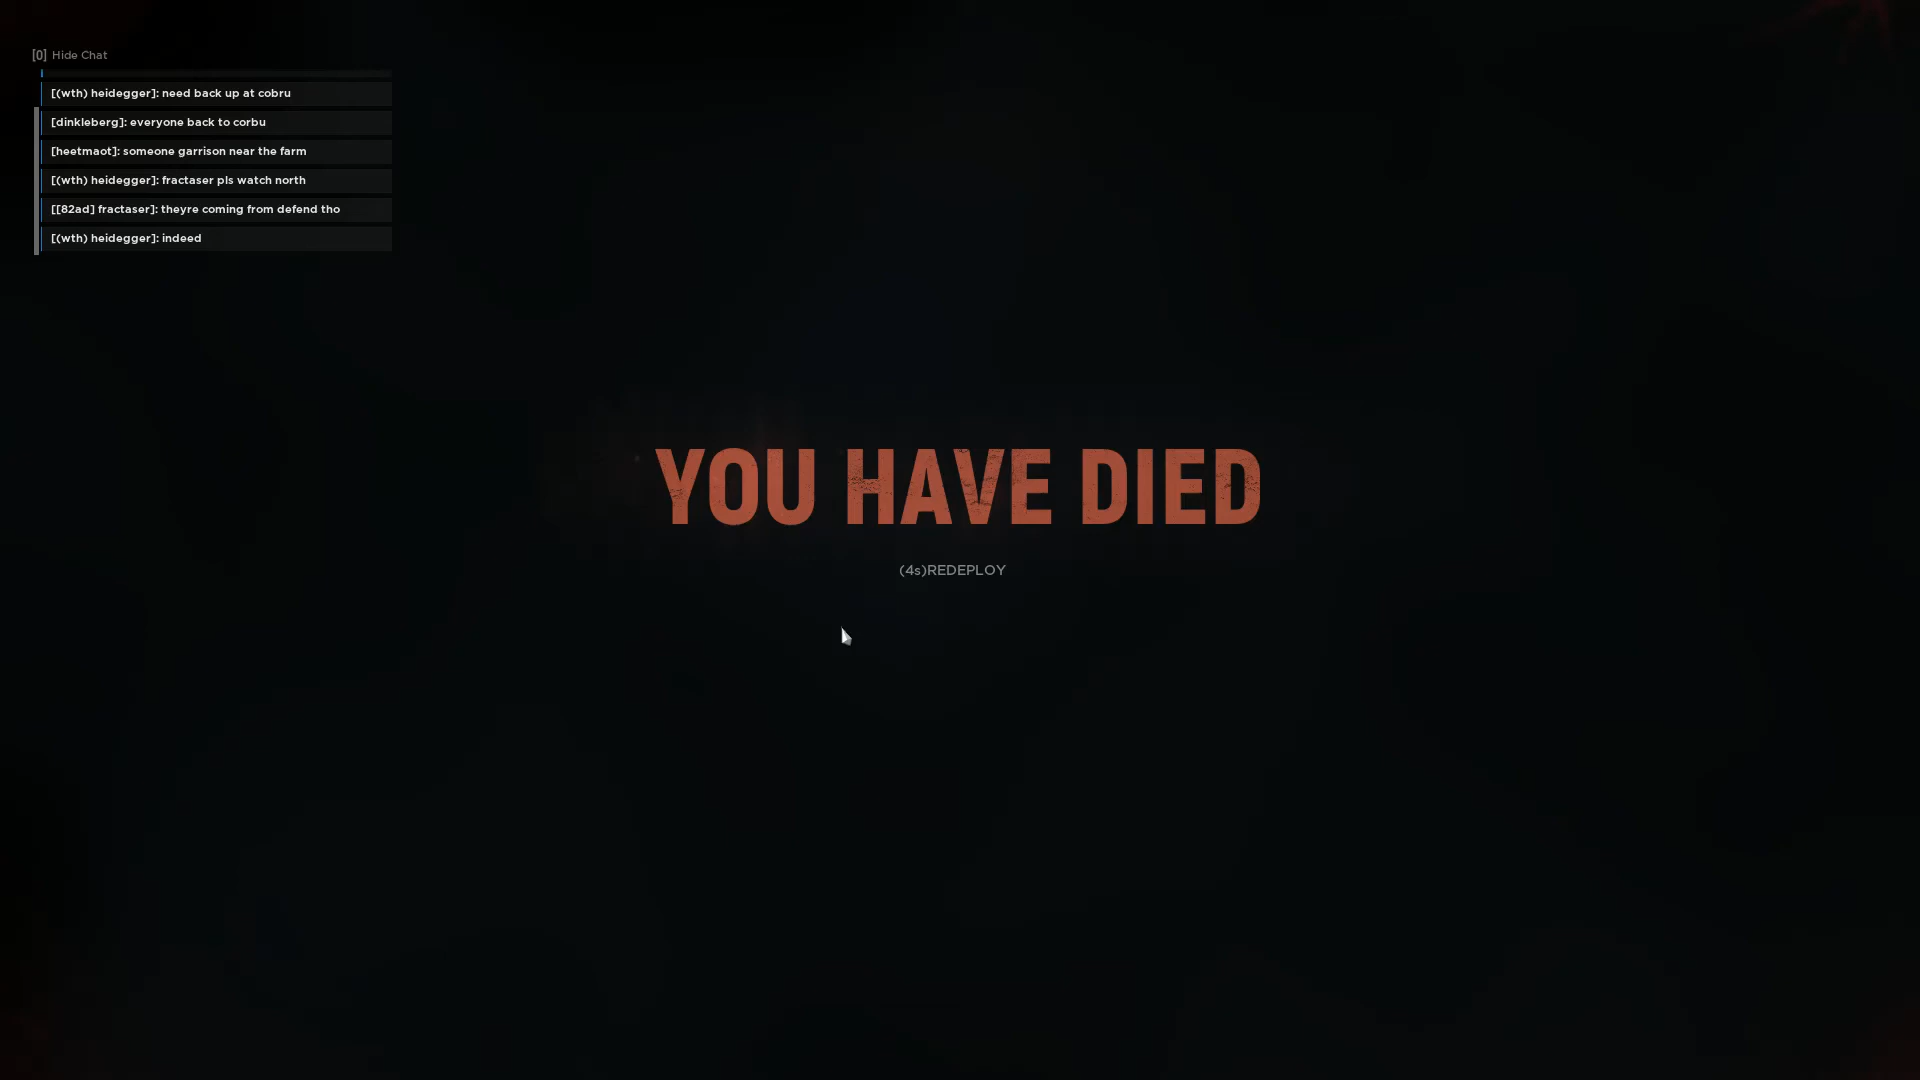 [0] Hide Chat
[(wth) heidegger]: need back up at cobru
[dinkleberg]: everyone back to corbu
[heetmaot]: someone garrison near the farm
[(wth) heidegger]: fractaser pls watch north
[[82ad] fractaser]: theyre coming from defend tho
[(wth) heidegger]: indeed
YOU HAVE DIED
(4s)REDEPLOY